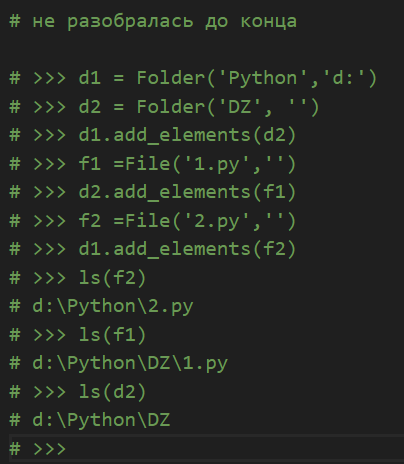 # не разобралась до конца
# >>> d1 = Folder('Python','d:')
# >>> d2 = Folder('DZ', '')
# >>> d1.add_elements(d2)
# >>> f1 =File('1.py','')
# >>> d2.add_elements(f1)
# >>> f2 =File('2.py','')
# >>> d1.add_elements(f2)
# >>> ls(f2)
# d:\Python\2.py
# >>> ls(f1)
# d:\Python\DZ\1.py
# >>> ls(d2)
# d:\Python\DZ
# >>>